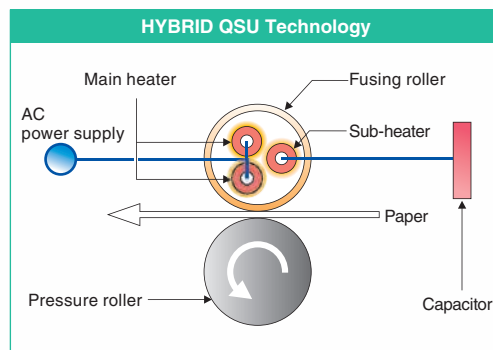 HYBRID QSU Technology
Main heater
Fusing roller
AC
power supply
Sub-heater
Paper
Pressure roller
Capacitor